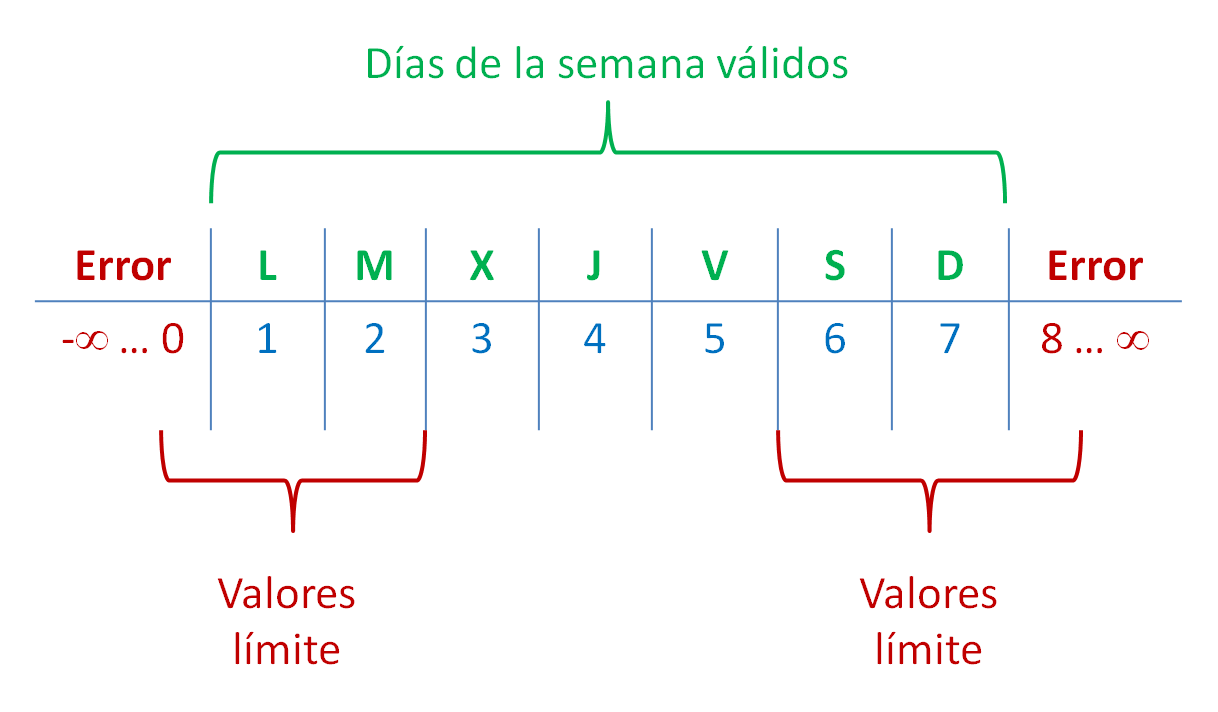 Días de la semana válidos
Error L M X J V S D Error
-∞ ... 0 1 2 3 4 5 6 7 8 ... ∞
Valores Valores
límite límite